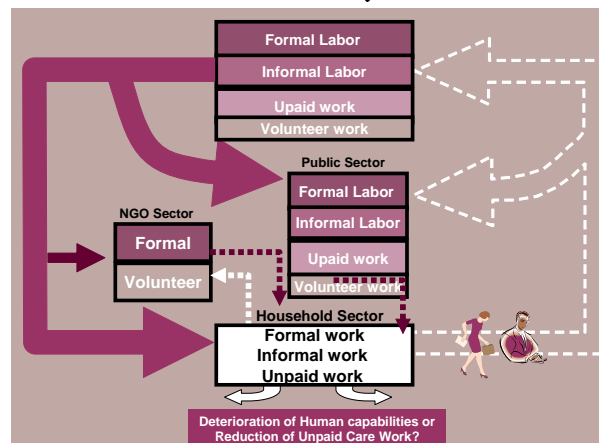 Formal Labor
Informal Labor
Upaid work
Volunteer work
Public Sector
Formal Labor
Informal Labor
Upaid work
Volunteer work
NGO Sector
Formal
Volunteer
Household Sector
Formal work
Informal work
Unpaid work
Deterioration of Human capabilities or
Reduction of Unpaid Care Work?